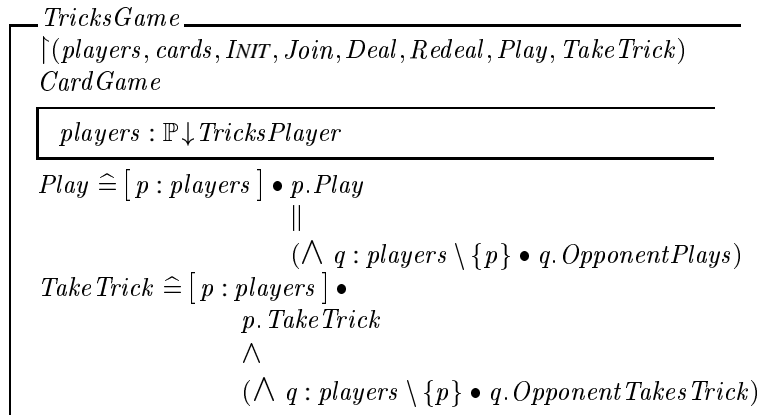 TricksGame
↾(players, cards, INIT, Join, Deal, Redeal, Play, TakeTrick)
CardGame
players : ℙ↓TricksPlayer
Play ≙ [ p : players ] • p.Play
||
(⋀ q : players \ {p} • q.OpponentPlays)
TakeTrick ≙ [ p : players ] •
p.TakeTrick
∧
(⋀ q : players \ {p} • q.OpponentTakesTrick)